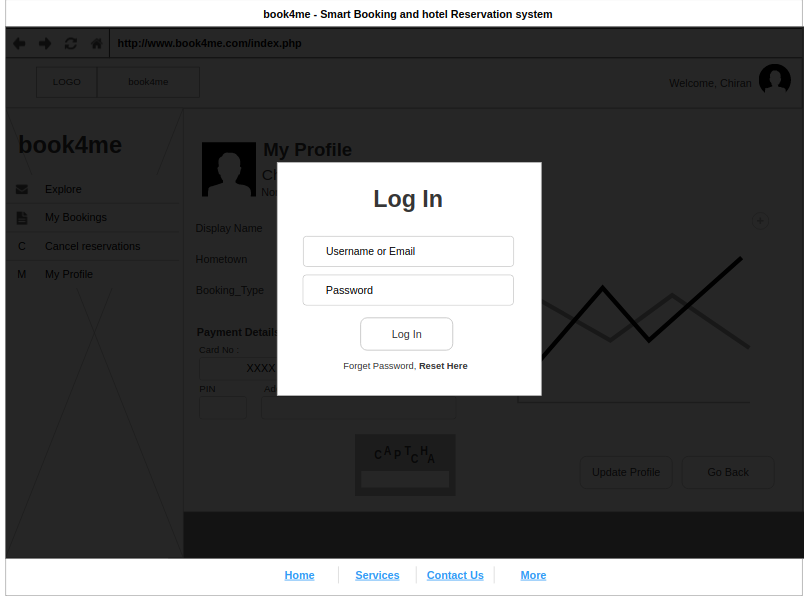 book4me - Smart Booking and hotel Reservation system
http://www.book4me.com/index.php
LOGO
book4me
Welcome, Chiran
book4me
Explore
My Bookings
C
Cancel reservations
M
My Profile
My Profile
Display Name
Hometown
Booking_Type
Payment Details
Card No :
XXXX
PIN
Log In
Username or Email
Password
Log In
Forget Password, Reset Here
CAPTCHA
Update Profile
Go Back
Home
Services
Contact Us
More